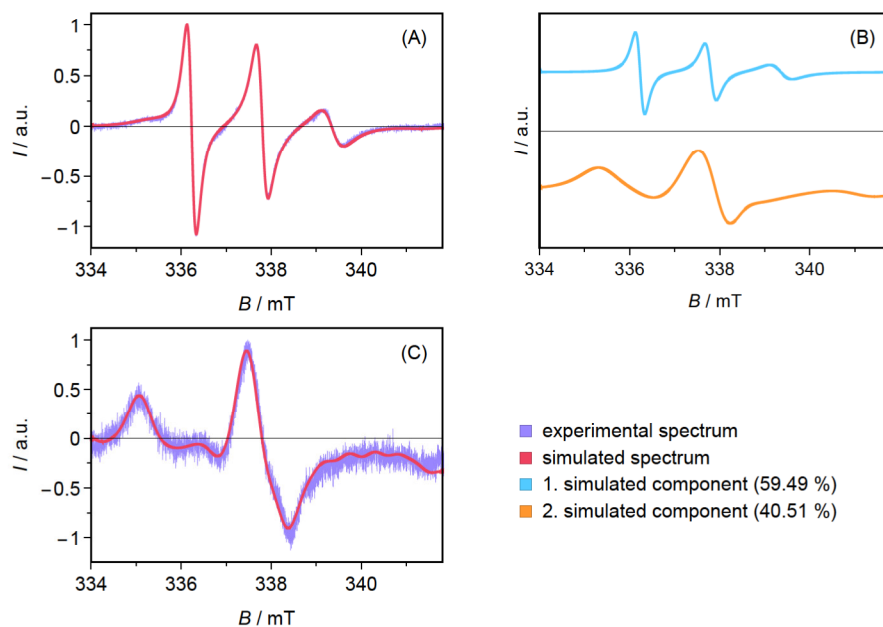 (A)
1
0.5
0
−0.5
−1
I / a.u.
334
336
338
340
B / mT
(B)
I / a.u.
334
336
338
340
B / mT
(C)
1
0.5
0
−0.5
−1
I / a.u.
334
336
338
340
B / mT
experimental spectrum
simulated spectrum
1. simulated component (59.49 %)
2. simulated component (40.51 %)